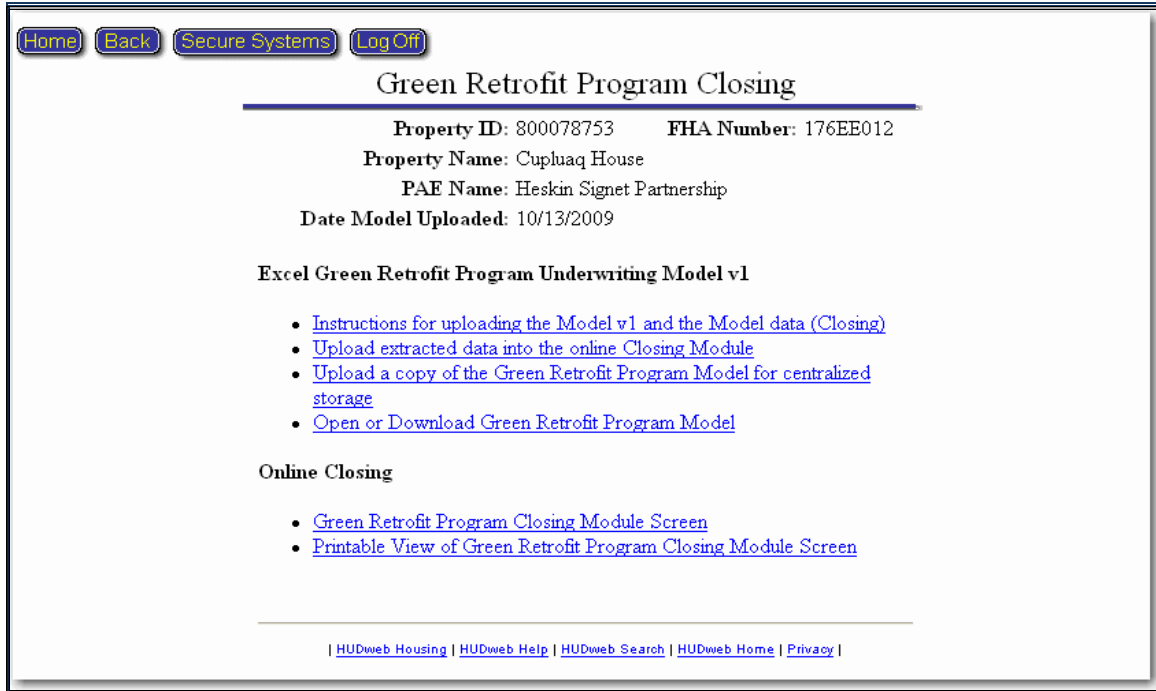 Home Back Secure Systems Log Off
Green Retrofit Program Closing
Property ID: 800078753 FHA Number: 176EE012
Property Name: Cupluaq House
PAE Name: Heskin Signet Partnership
Date Model Uploaded: 10/13/2009
Excel Green Retrofit Program Underwriting Model v1
• Instructions for uploading the Model v1 and the Model data (Closing)
• Upload extracted data into the online Closing Module
• Upload a copy of the Green Retrofit Program Model for centralized
storage
• Open or Download Green Retrofit Program Model
Online Closing
• Green Retrofit Program Closing Module Screen
• Printable View of Green Retrofit Program Closing Module Screen
| HUDweb Housing | HUDweb Help | HUDweb Search | HUDweb Home | Privacy |